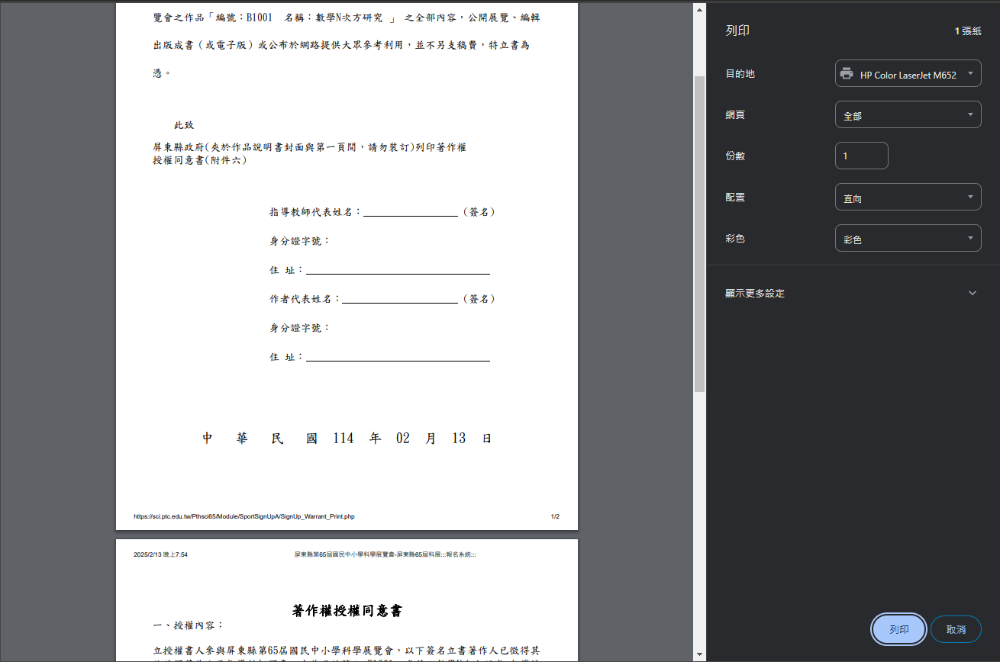 覽會之作品「編號：B1001　名稱：數學N次方研究 」 之全部內容，公開展覽、編輯
出版成書（或電子版）或公布於網路提供大眾參考利用，並不另支稿費，特立書為
憑。
此致
屏東縣政府(夾於作品說明書封面與第一頁間，請勿裝訂)列印著作權
授權同意書(附件六)
指導教師代表姓名：（簽名）
身分證字號：
住 址：
作者代表姓名：（簽名）
身分證字號：
住 址：
中 華 民 國 114 年 02 月 13 日
https://sci.ptc.edu.tw/Pthsci65/Module/SportSignUpA/SignUp_Warrant_Print.php 1/2
2025/2/13 晚上7:54 屏東縣第65屆國民中小學科學展覽會-屏東縣65屆科展:::報名系統:::
著作權授權同意書
一、授權內容：
立授權書人參與屏東縣第65屆國民中小學科學展覽會，以下簽名立書著作人已徵得其
列印 1 張紙
目的地 HP Color LaserJet M652
網頁 全部
份數 1
配置 直向
彩色 彩色
顯示更多設定
列印 取消